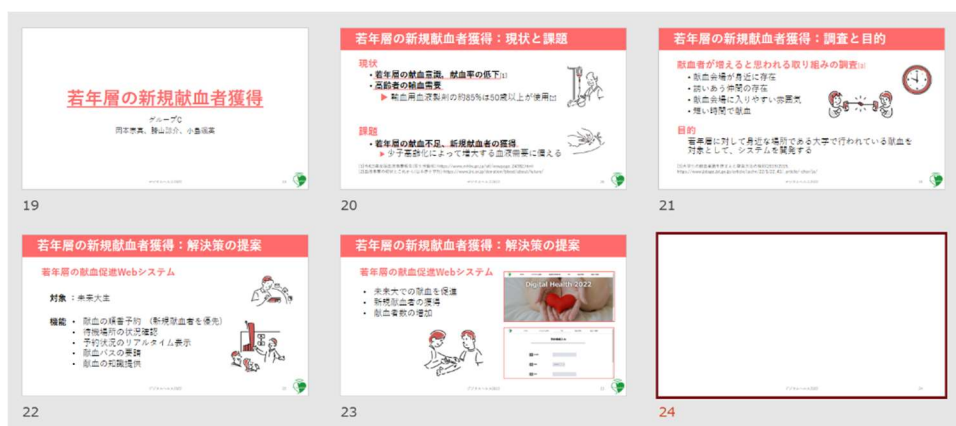 若年層の新規献血者獲得
グループC
19
若年層の新規献血者獲得：現状と課題
現状
・若年層の献血意識、献血率の低下[1]
・高齢者の輸血需要
▶ 輸血用血液製剤の約85%は50歳以上が使用[2]
課題
・若年層の献血不足、新規献血者の獲得
▶ 少子高齢化によって増大する血液需要に備える
20
若年層の新規献血者獲得：調査と目的
献血者が増えると思われる取り組みの調査[3]
・献血会場が身近に存在
・誘いあう仲間の存在
・献血会場に入りやすい雰囲気
・短い時間で献血
目的
若年層に対して身近な場所である大学で行われている献血を
対象として、システムを開発する
21
若年層の新規献血者獲得：解決策の提案
若年層の献血促進Webシステム
対象 ：未来大生
機能 ・ 献血の順番予約 （新規献血者を優先）
・ 待機場所の状況確認
・ 予約状況のリアルタイム表示
・ 献血バスの要請
・ 献血の知識提供
22
若年層の新規献血者獲得：解決策の提案
若年層の献血促進Webシステム
・ 未来大での献血を促進
・ 新規献血者の獲得
・ 献血者数の増加
Digital Health 2022
23
24